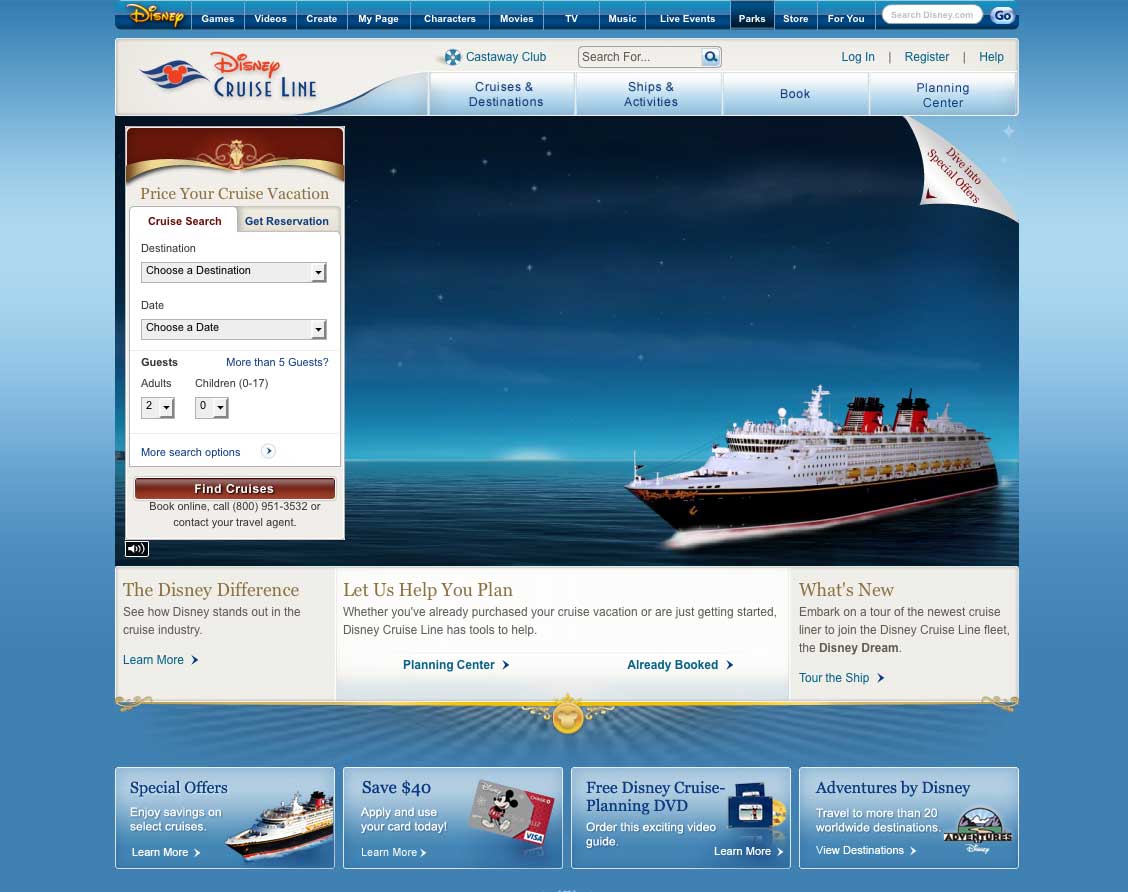 Disney
Games
Videos
Create
My Page
Characters
Movies
TV
Music
Live Events
Parks
Store
For You
Search Disney.com
Go
Disney
CRUISE LINE
Castaway Club
Search For...
Log In | Register | Help
Cruises &
Destinations
Ships &
Activities
Book
Planning
Center
Dive into
Special Offers
Price Your Cruise Vacation
Cruise Search
Get Reservation
Destination
Choose a Destination
Date
Choose a Date
Guests
More than 5 Guests?
Adults
Children (0-17)
2
0
More search options
Find Cruises
Book online, call (800) 951-3532 or
contact your travel agent.
The Disney Difference
See how Disney stands out in the
cruise industry.
Learn More
Let Us Help You Plan
Whether you've already purchased your cruise vacation or are just getting started,
Disney Cruise Line has tools to help.
Planning Center
Already Booked
What's New
Embark on a tour of the newest cruise
liner to join the Disney Cruise Line fleet,
the Disney Dream.
Tour the Ship
Special Offers
Enjoy savings on
select cruises.
Learn More
Save $40
Apply and use
your card today!
Learn More
Disney
CHASE
VISA
Free Disney Cruise-
Planning DVD
Order this exciting video
guide.
Learn More
Adventures by Disney
Travel to more than 20
worldwide destinations.
View Destinations
ADVENTURES
Disney